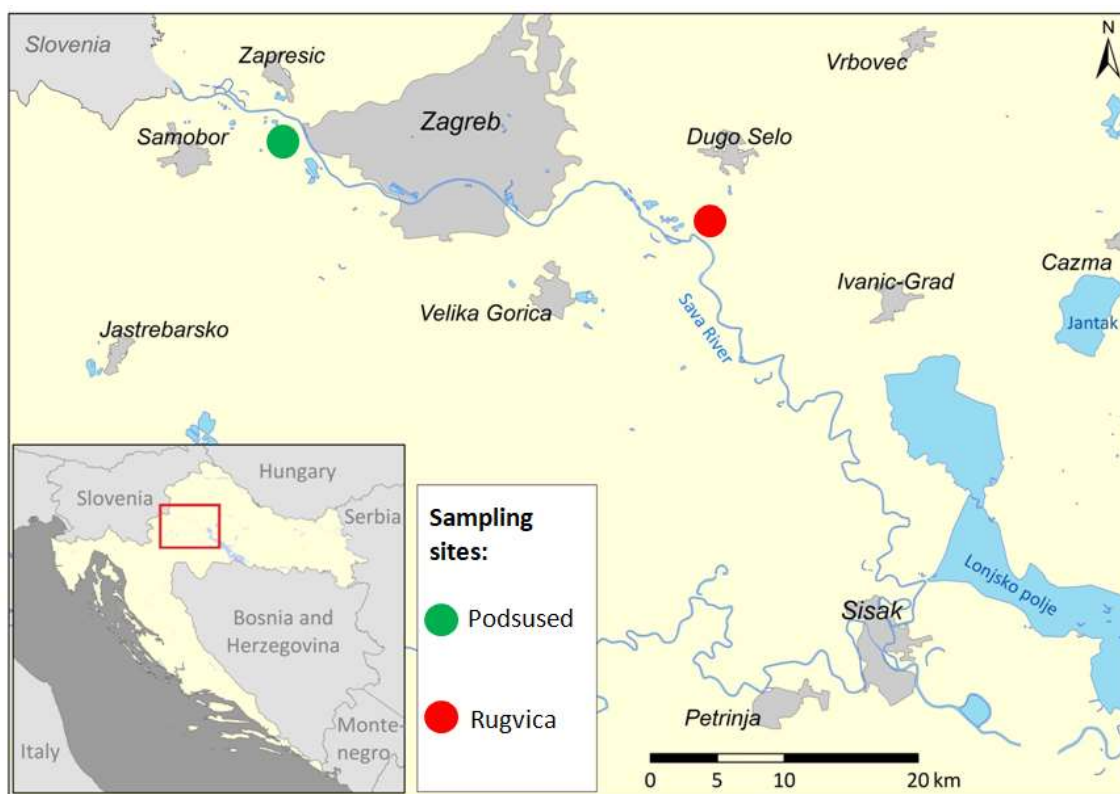 Slovenia
Zapresic
Vrbovec
N
Samobor
Zagreb
Dugo Selo
Cazma
Ivanic-Grad
Velika Gorica
Jantak
Jastrebarsko
Sava River
Hungary
Slovenia
Serbia
Bosnia and
Herzegovina
Monte-
negro
Italy
Sampling
sites:
Podsused
Rugvica
Lonjsko polje
Sisak
Petrinja
0 5 10 20 km